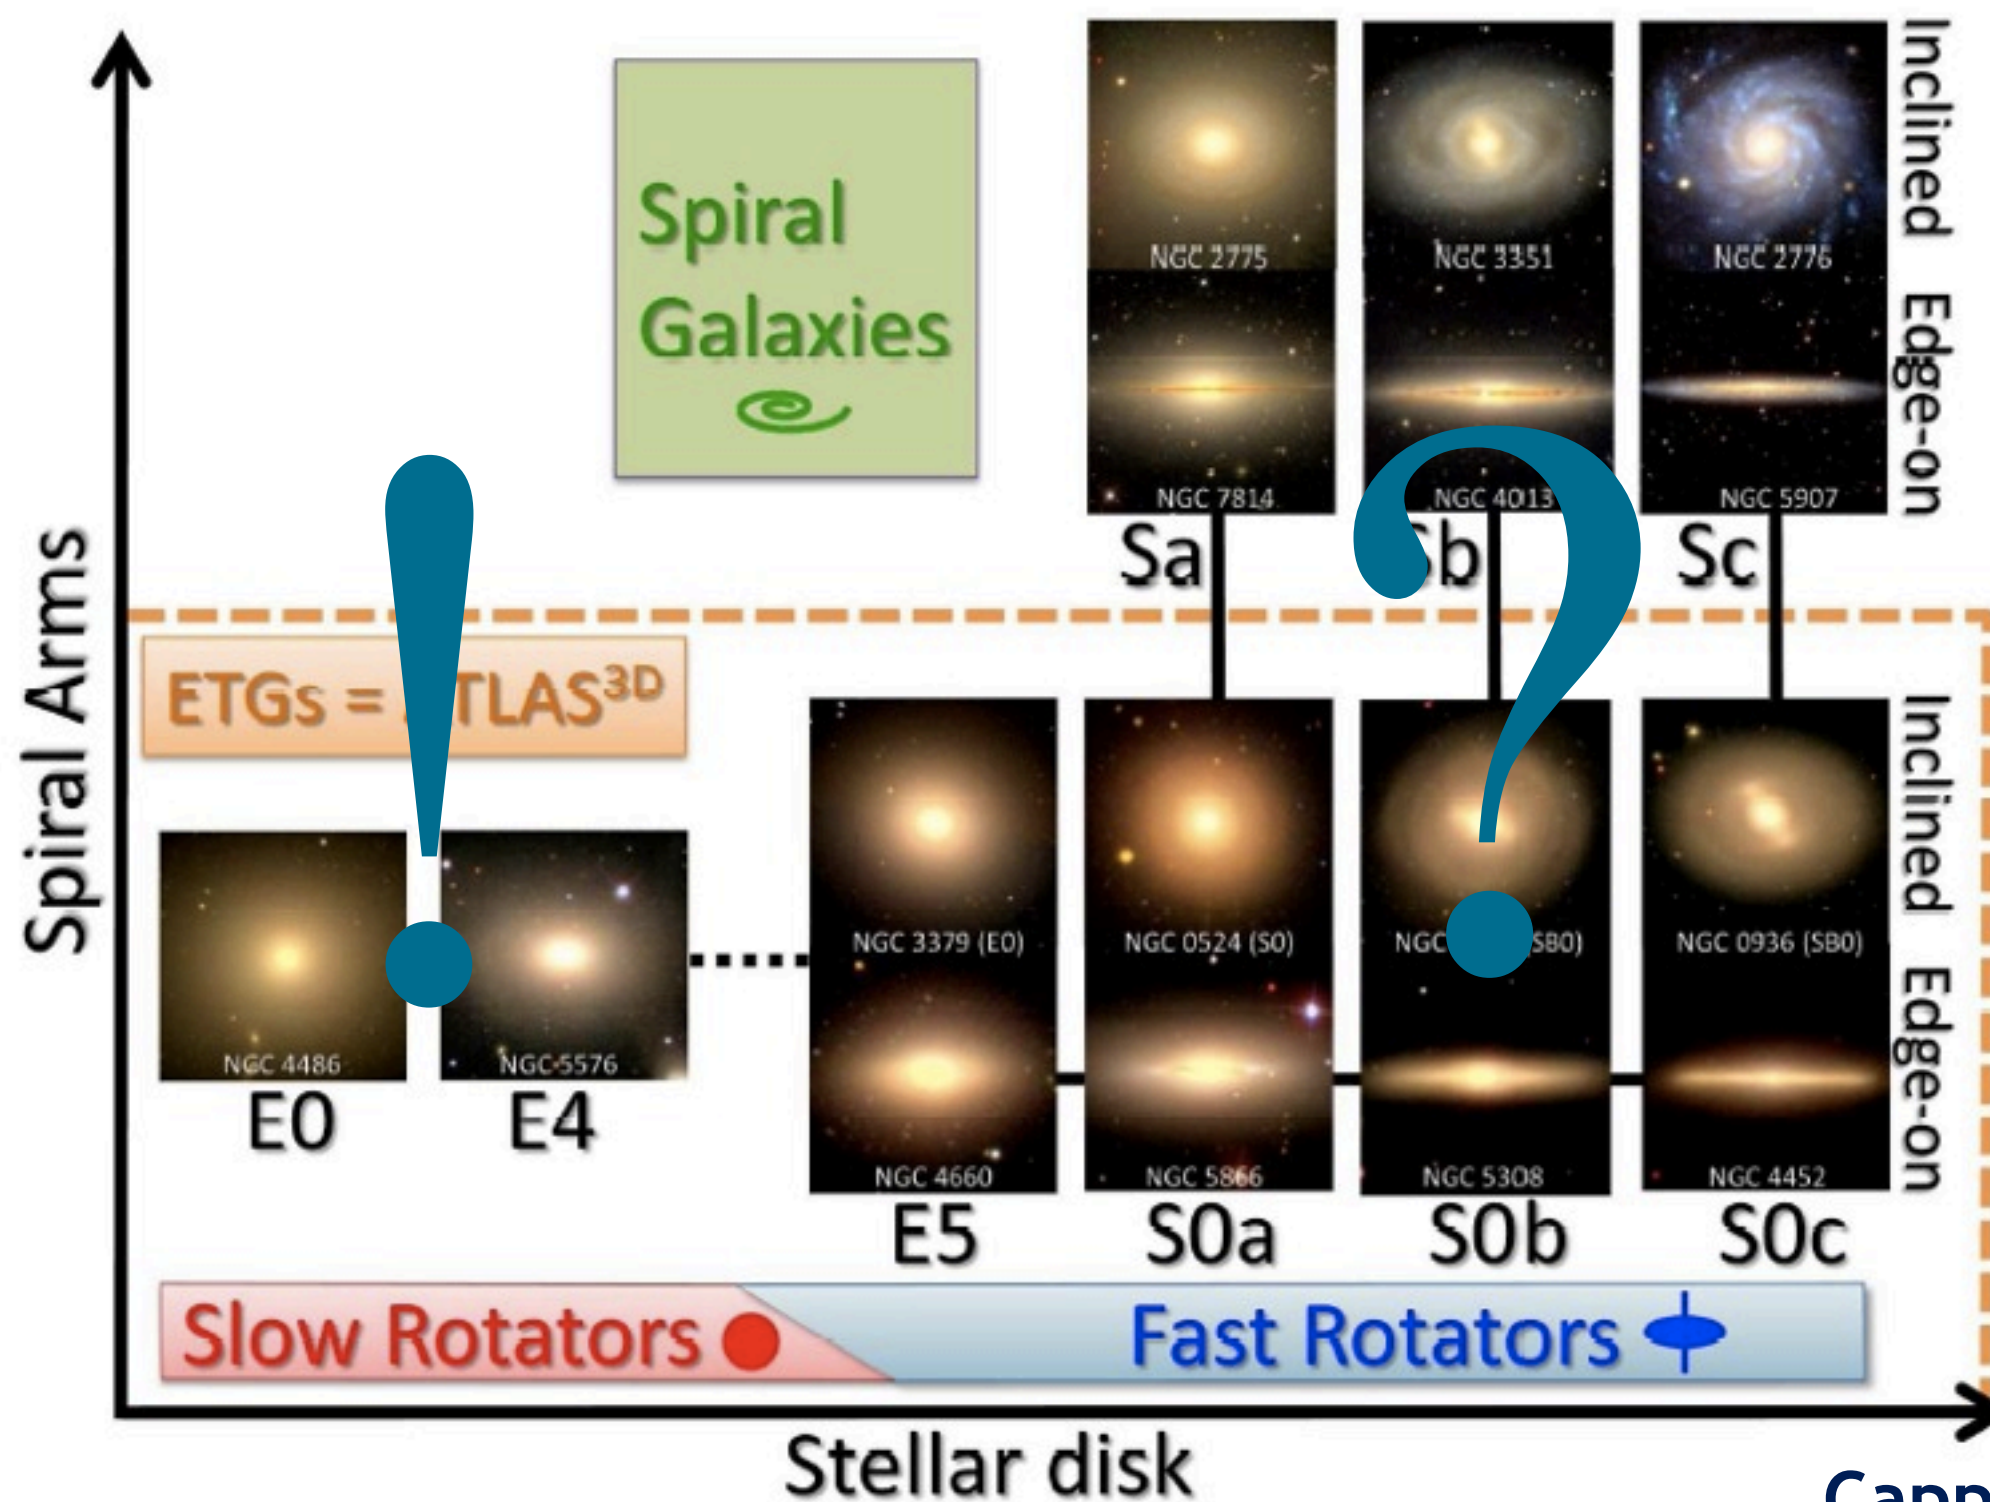 Spiral Arms
Spiral
Galaxies
NGC 2775
NGC 3351
NGC 2776
Inclined
NGC 7814
NGC 4013
NGC 5907
Edge-on
Sa
Sb
Sc
ETGs = ATLAS3D
NGC 4486
NGC 5576
E0
E4
NGC 3379 (E0)
NGC 0524 (S0)
NGC (SB0)
NGC 0936 (SB0)
Inclined
NGC 4660
NGC 5866
NGC 5308
NGC 4452
Edge-on
E5
S0a
S0b
S0c
!
?
Slow Rotators
Fast Rotators
Stellar disk